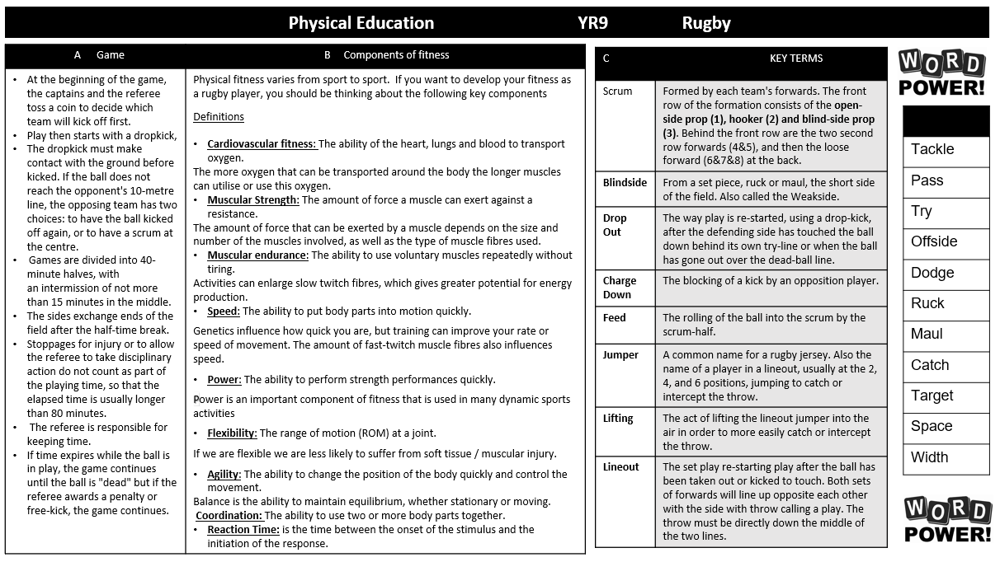 Physical Education YR9 Rugby
A Game
At the beginning of the game,
the captains and the referee
toss a coin to decide which
team will kick off first.
Play then starts with a dropkick,
The dropkick must make
contact with the ground before
kicked. If the ball does not
reach the opponent's 10-metre
line, the opposing team has two
choices: to have the ball kicked
off again, or to have a scrum at
the centre.
Games are divided into 40-
minute halves, with
an intermission of not more
than 15 minutes in the middle.
The sides exchange ends of the
field after the half-time break.
Stoppages for injury or to allow
the referee to take disciplinary
action do not count as part of
the playing time, so that the
elapsed time is usually longer
than 80 minutes.
The referee is responsible for
keeping time.
If time expires while the ball is
in play, the game continues
until the ball is "dead" but if the
referee awards a penalty or
free-kick, the game continues.
B Components of fitness
Physical fitness varies from sport to sport. If you want to develop your fitness as
a rugby player, you should be thinking about the following key components
Definitions
Cardiovascular fitness: The ability of the heart, lungs and blood to transport
oxygen.
The more oxygen that can be transported around the body the longer muscles
can utilise or use this oxygen.
Muscular Strength: The amount of force a muscle can exert against a
resistance.
The amount of force that can be exerted by a muscle depends on the size and
number of the muscles involved, as well as the type of muscle fibres used.
Muscular endurance: The ability to use voluntary muscles repeatedly without
tiring.
Activities can enlarge slow twitch fibres, which gives greater potential for energy
production.
Speed: The ability to put body parts into motion quickly.
Genetics influence how quick you are, but training can improve your rate or
speed of movement. The amount of fast-twitch muscle fibres also influences
speed.
Power: The ability to perform strength performances quickly.
Power is an important component of fitness that is used in many dynamic sports
activities
Flexibility: The range of motion (ROM) at a joint.
If we are flexible we are less likely to suffer from soft tissue / muscular injury.
Agility: The ability to change the position of the body quickly and control the
movement.
Balance is the ability to maintain equilibrium, whether stationary or moving.
Coordination: The ability to use two or more body parts together.
Reaction Time: is the time between the onset of the stimulus and the
initiation of the response.
C KEY TERMS
Scrum
Formed by each team's forwards. The front
row of the formation consists of the open-
side prop (1), hooker (2) and blind-side prop
(3). Behind the front row are the two second
row forwards (4&5), and then the loose
forward (6&7&8) at the back.
Blindside
From a set piece, ruck or maul, the short side
of the field. Also called the Weakside.
Drop
Out
The way play is re-started, using a drop-kick,
after the defending side has touched the ball
down behind its own try-line or when the ball
has gone out over the dead-ball line.
Charge
Down
The blocking of a kick by an opposition player.
Feed
The rolling of the ball into the scrum by the
scrum-half.
Jumper
A common name for a rugby jersey. Also the
name of a player in a lineout, usually at the 2,
4, and 6 positions, jumping to catch or
intercept the throw.
Lifting
The act of lifting the lineout jumper into the
air in order to more easily catch or intercept
the throw.
Lineout
The set play re-starting play after the ball has
been taken out or kicked to touch. Both sets
of forwards will line up opposite each other
with the side with throw calling a play. The
throw must be directly down the middle of
the two lines.
WORD
POWER!
Tackle
Pass
Try
Offside
Dodge
Ruck
Maul
Catch
Target
Space
Width
WORD
POWER!